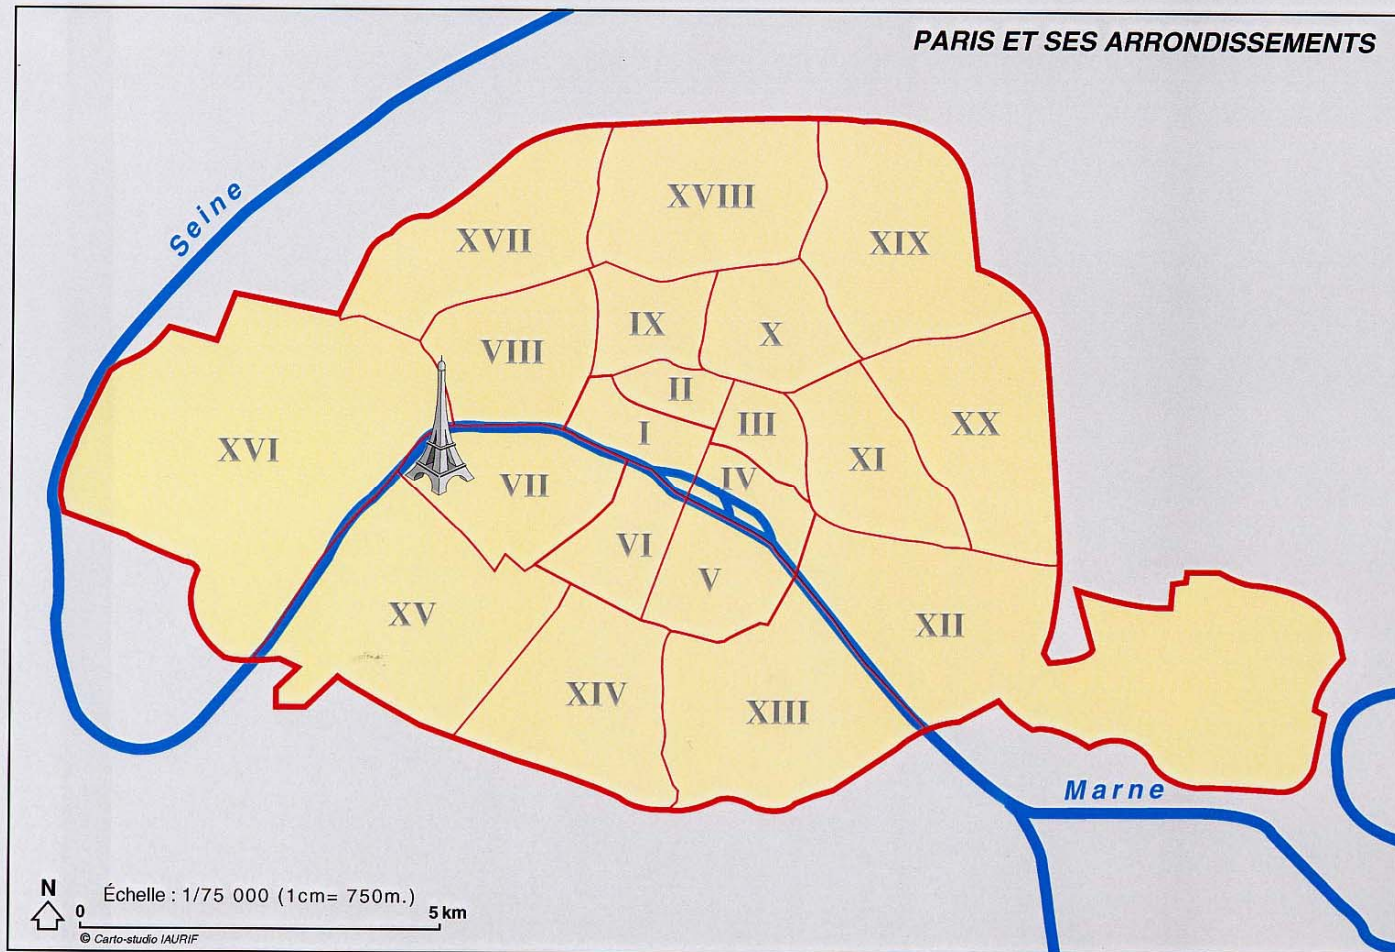 PARIS ET SES ARRONDISSEMENTS
Seine
XVIII
XVII
XIX
IX
X
VIII
II
III
XX
I
XVI
XI
IV
VII
VI
V
XV
XII
XIV
XIII
Marne
N
Échelle : 1/75 000 (1cm= 750m.)
0
5 km
© Carto-studio IAURIF